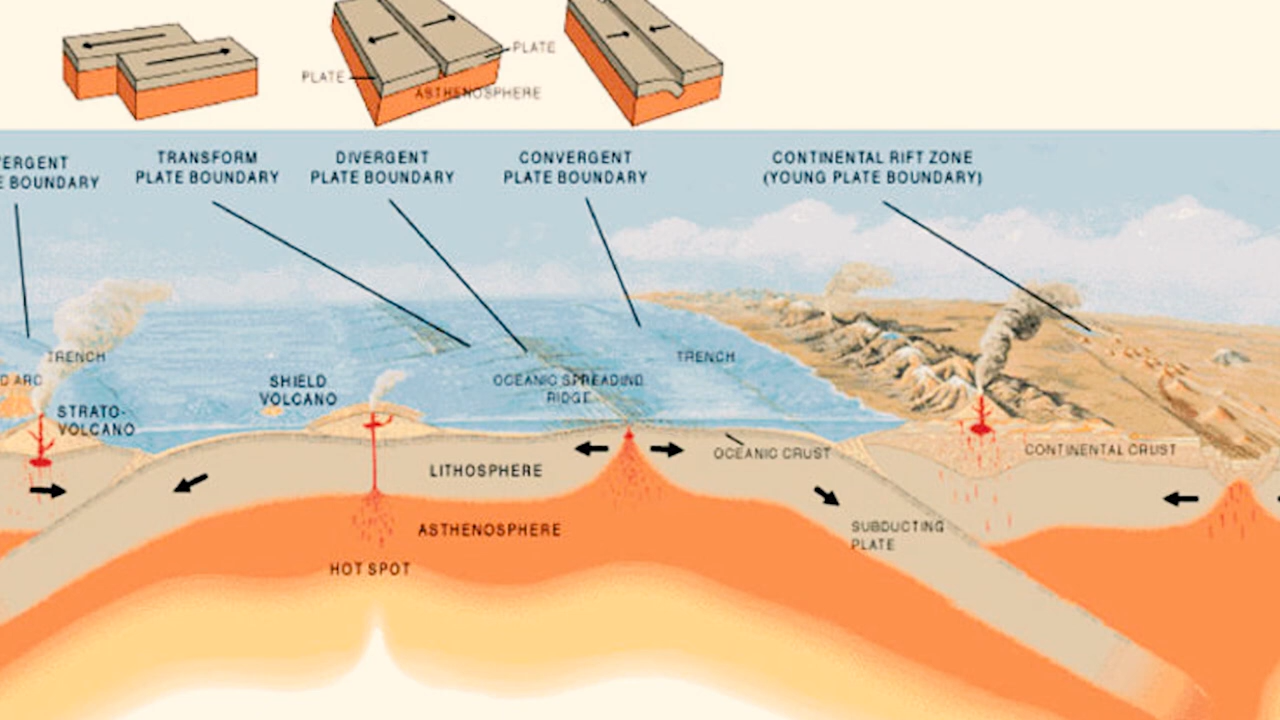 PLATE
PLATE
ASTHENOSPHERE
ERGENT
BOUNDARY
TRANSFORM
PLATE BOUNDARY
DIVERGENT
PLATE BOUNDARY
CONVERGENT
PLATE BOUNDARY
CONTINENTAL RIFT ZONE
(YOUNG PLATE BOUNDARY)
TRENCH
ARC
STRATO-
VOLCANO
SHIELD
VOLCANO
OCEANIC SPREADING
RIDGE
TRENCH
LITHOSPHERE
OCEANIC CRUST
CONTINENTAL CRUST
ASTHENOSPHERE
SUBDUCTING
PLATE
HOT SPOT